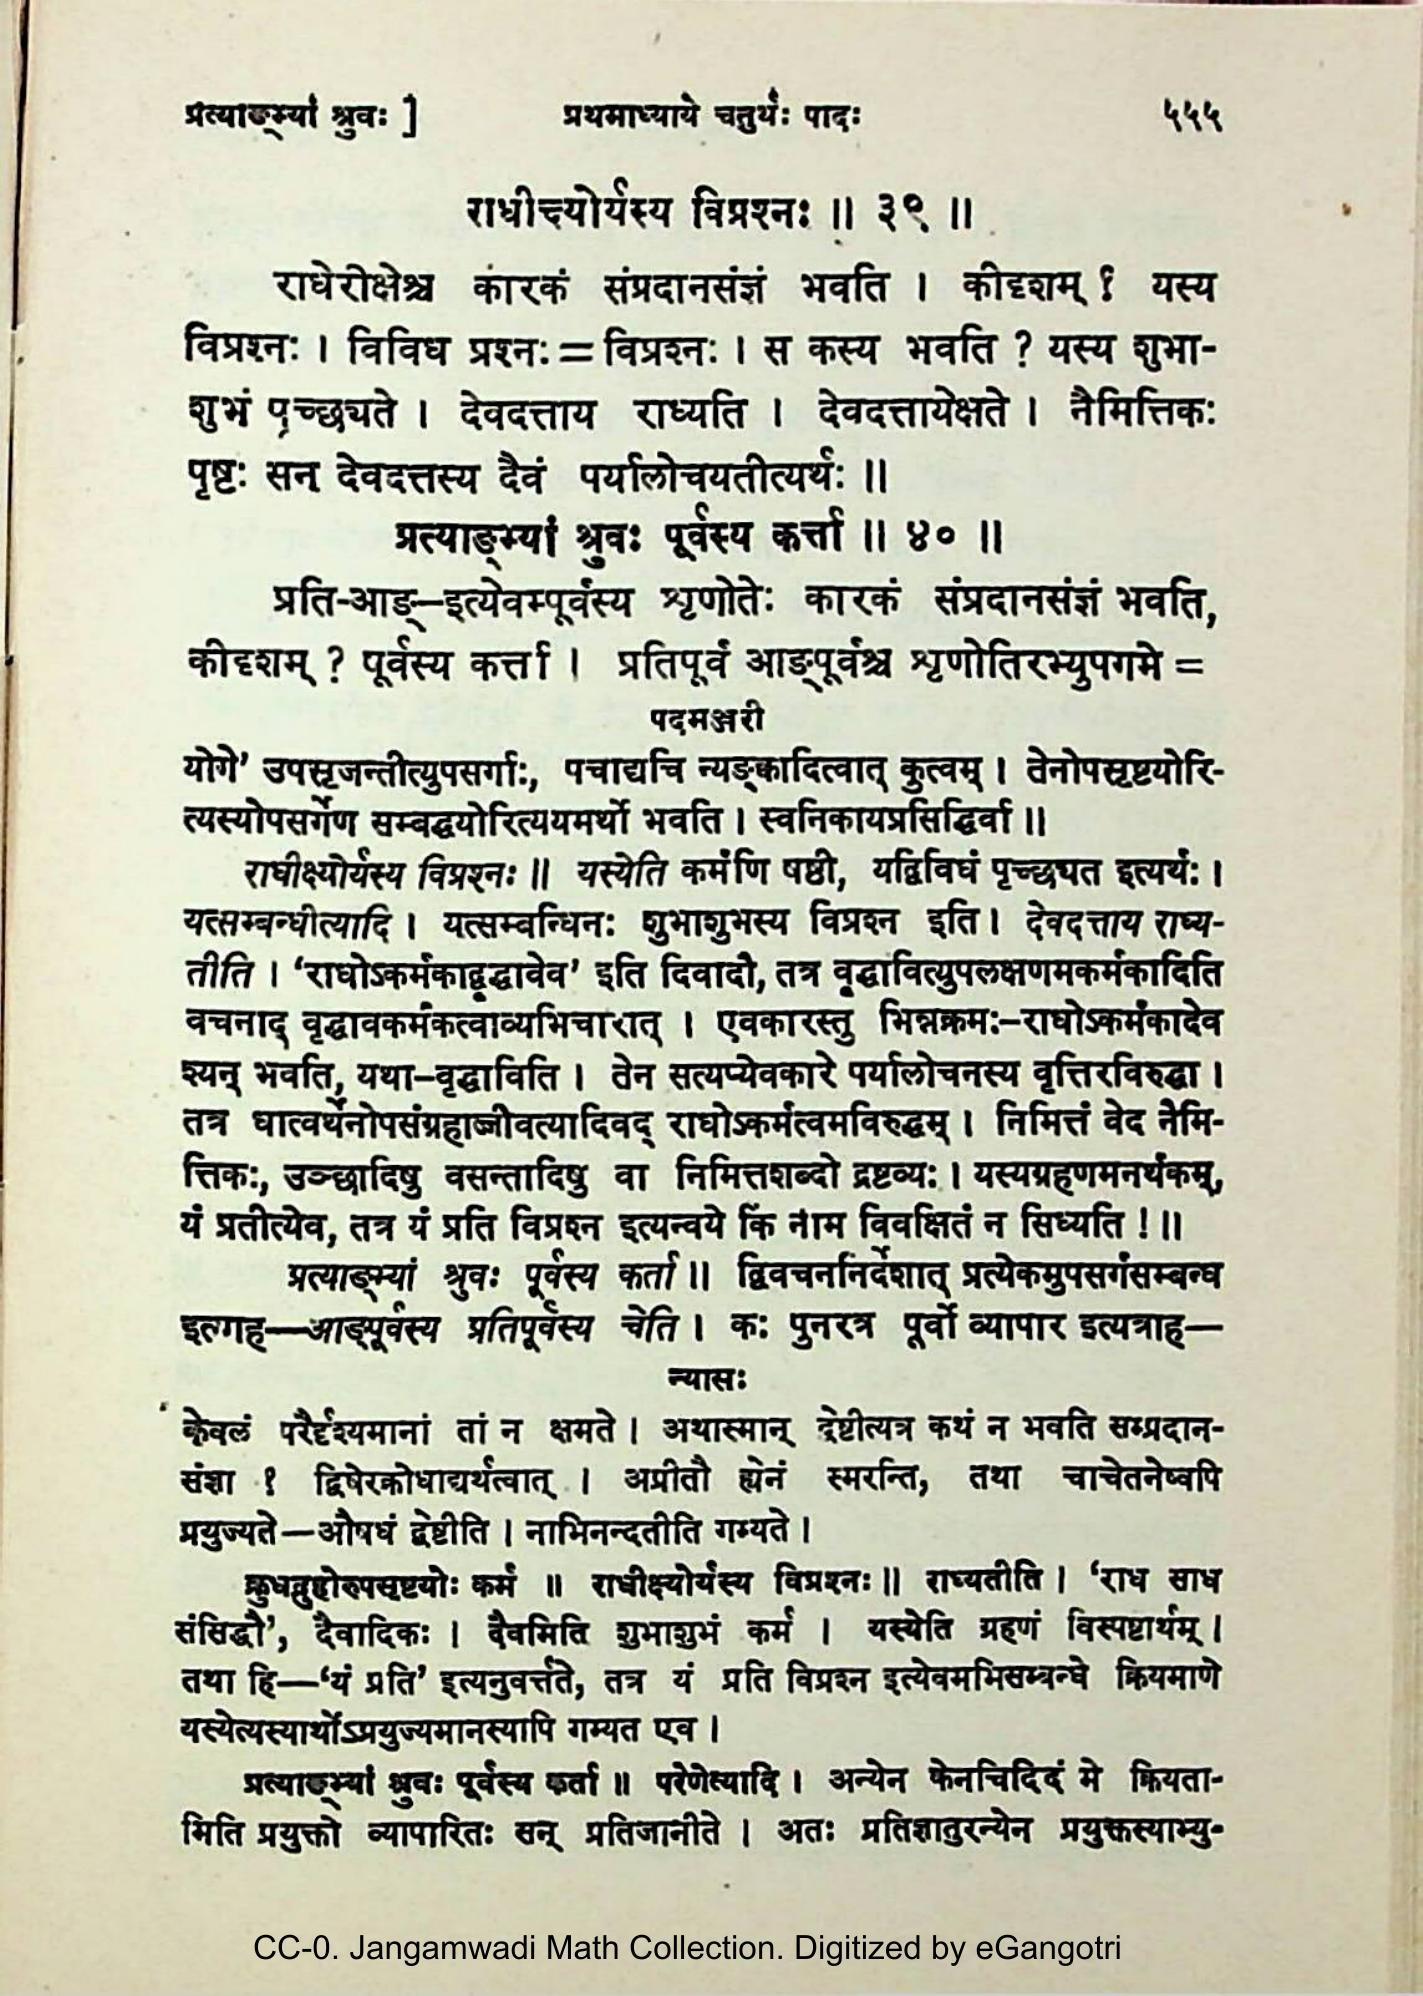 प्रत्याङ्भ्यां श्रुवः ] प्रथमाध्याये चतुर्थः पादः ५५५
राधीक्ष्योर्यस्य विप्रश्नः ॥ ३९ ॥
राधेरीक्षेश्च कारकं संप्रदानसंज्ञं भवति । कीदृशम् ? यस्य
विप्रश्नः । विविध प्रश्नः = विप्रश्नः । स कस्य भवति ? यस्य शुभा-
शुभं पृच्छ्यते । देवदत्ताय राध्यति । देवदत्तायेक्षते । नैमित्तिकः
पृष्टः सन् देवदत्तस्य दैवं पर्यालोचयतीत्यर्थः ॥
प्रत्याङ्भ्यां श्रुवः पूर्वस्य कर्त्ता ॥ ४० ॥
प्रति-आङ्—इत्येवम्पूर्वस्य शृणोतेः कारकं संप्रदानसंज्ञं भवति,
कीदृशम् ? पूर्वस्य कर्त्ता । प्रतिपूर्व आङ्पूर्वश्च शृणोतिरभ्युपगमे =
पदमञ्जरी
योगे’ उपसृजन्तीत्युपसर्गाः, पचाद्यचि न्यङ्क्वादित्वात् कुत्वम् । तेनोपसृष्टयोरि-
त्यस्योपसर्गेण सम्बद्धयोरित्ययमर्थो भवति । स्वनिकायप्रसिद्धिर्वा ॥
राधीक्ष्योर्यस्य विप्रश्नः ॥ यस्येति कर्मणि षष्ठी, यद्विविधं पृच्छ्यत इत्यर्थः ।
यत्सम्बन्धीत्यादि । यत्सम्बन्धिनः शुभाशुभस्य विप्रश्न इति । देवदत्ताय राध्य-
तीति । ‘राधोऽकर्मकाद्वृद्धावेव’ इति दिवादौ, तत्र वृद्धावित्युपलक्षणमकर्मकादिति
वचनाद् वृद्धावकर्मकत्वाव्यभिचारात् । एवकारस्तु भिन्नक्रमः–राधोऽकर्मकादेव
श्यन् भवति, यथा–वृद्धाविति । तेन सत्यप्येवकारे पर्यालोचनस्य वृत्तिरविरुद्धा ।
तत्र धात्वर्थेनोपसंग्रहाज्जीवत्यादिवद् राधोऽकर्मत्वमविरुद्धम् । निमित्तं वेद नैमि-
त्तिकः, उञ्छादिषु वसन्तादिषु वा निमित्तशब्दो द्रष्टव्यः । यस्यग्रहणमनर्थकम्,
यं प्रतीत्येव, तत्र यं प्रति विप्रश्न इत्यन्वये किं नाम विवक्षितं न सिध्यति ! ॥
प्रत्याङ्भ्यां श्रुवः पूर्वस्य कर्ता ॥ द्विवचननिर्देशात् प्रत्येकमुपसर्गसम्बन्ध
इत्याह—आङ्पूर्वस्य प्रतिपूर्वस्य चेति । कः पुनरत्र पूर्वो व्यापार इत्यत्राह—
न्यासः
केवलं परैर्दृश्यमानां तां न क्षमते । अथास्मान् द्वेष्टीत्यत्र कथं न भवति सम्प्रदान-
संज्ञा ? द्विषेरक्रोधाद्यर्थत्वात् । अप्रीतौ ह्येनं स्मरन्ति, तथा चाचेतनेष्वपि
प्रयुज्यते—औषधं द्वेष्टीति । नाभिनन्दतीति गम्यते ।
क्रुधद्रुहोरुपसृष्टयोः कर्म ॥ राधीक्ष्योर्यस्य विप्रश्नः ॥ राध्यतीति । ‘राध साध
संसिद्धौ’, दैवादिकः । दैवमिति शुभाशुभं कर्म । यस्येति ग्रहणं विस्पष्टार्थम् ।
तथा हि—‘यं प्रति’ इत्यनुवर्त्तते, तत्र यं प्रति विप्रश्न इत्येवमभिसम्बन्धे क्रियमाणे
यस्येत्यस्यार्थोऽप्रयुज्यमानस्यापि गम्यत एव ।
प्रत्याङ्भ्यां श्रुवः पूर्वस्य कर्ता ॥ परेणेत्यादि । अन्येन केनचिदिदं मे क्रियता-
मिति प्रयुक्तो व्यापारितः सन् प्रतिजानीते । अतः प्रतिज्ञातुरन्येन प्रयुक्तस्याभ्यु-
CC-0. Jangamwadi Math Collection. Digitized by eGangotri